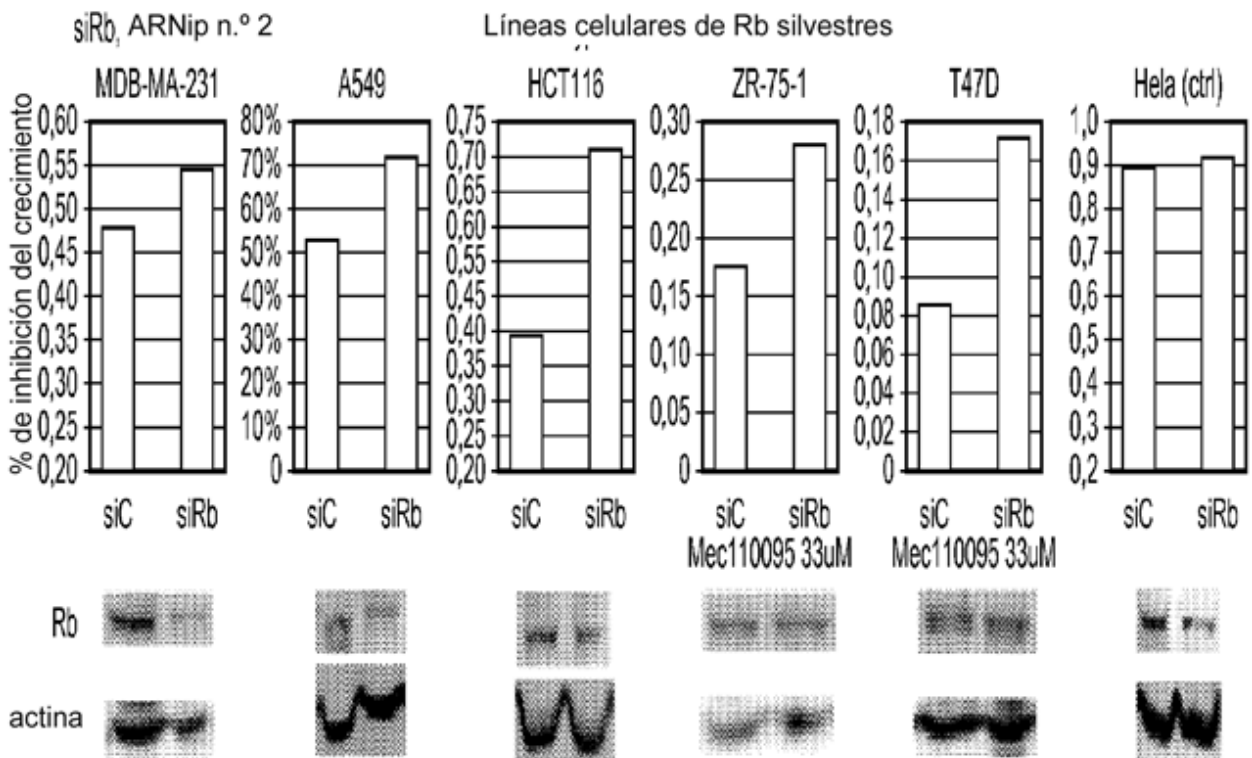 siRb, ARNip n.º 2
Líneas celulares de Rb silvestres
MDB-MA-231
A549
HCT116
ZR-75-1
T47D
Hela (ctrl)
% de inhibición del crecimiento
0,60
0,55
0,50
0,45
0,40
0,35
0,30
0,25
0,20
80%
70%
60%
50%
40%
30%
20%
10%
0
0,75
0,70
0,65
0,60
0,55
0,50
0,45
0,40
0,35
0,30
0,25
0,20
0,30
0,25
0,20
0,15
0,10
0,05
0
0,18
0,16
0,14
0,12
0,10
0,08
0,06
0,04
0,02
0
1,0
0,9
0,8
0,7
0,6
0,5
0,4
0,3
0,2
siC siRb
siC siRb
siC siRb
siC siRb
siC siRb
siC siRb
Mec110095 33uM
Mec110095 33uM
Rb
actina